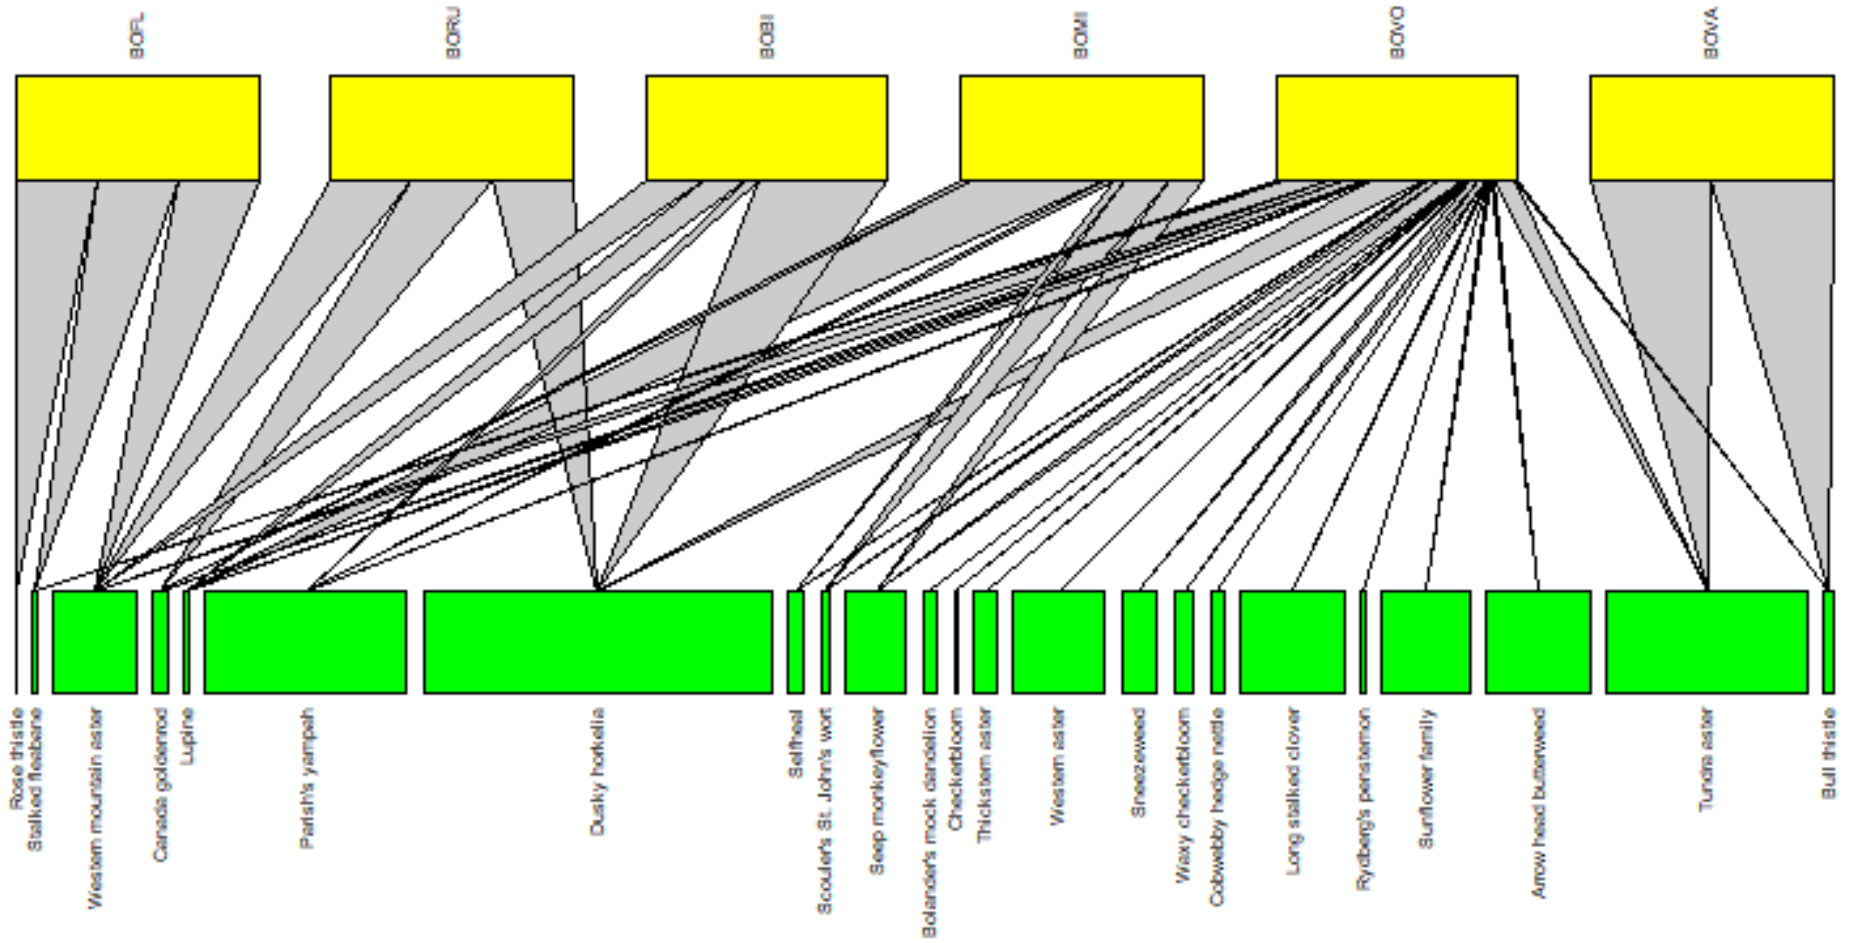 BOFL
BORU
BOBI
BOMI
BOVO
BOVA
Rose thistle
Stalked fleabane
Western mountain aster
Canada goldenrod
Lupine
Parish's yampah
Dusky horkelia
Selfheal
Scouler's St. John's wort
Seep monkeyflower
Bolander's mock dandelion
Checkerbloom
Thickstem aster
Western aster
Sneezeweed
Waxy checkerbloom
Cobwebby hedge nettle
Long stalked clover
Rydberg's penstemon
Sunflower family
Arrow head butterweed
Tundra aster
Bull thistle